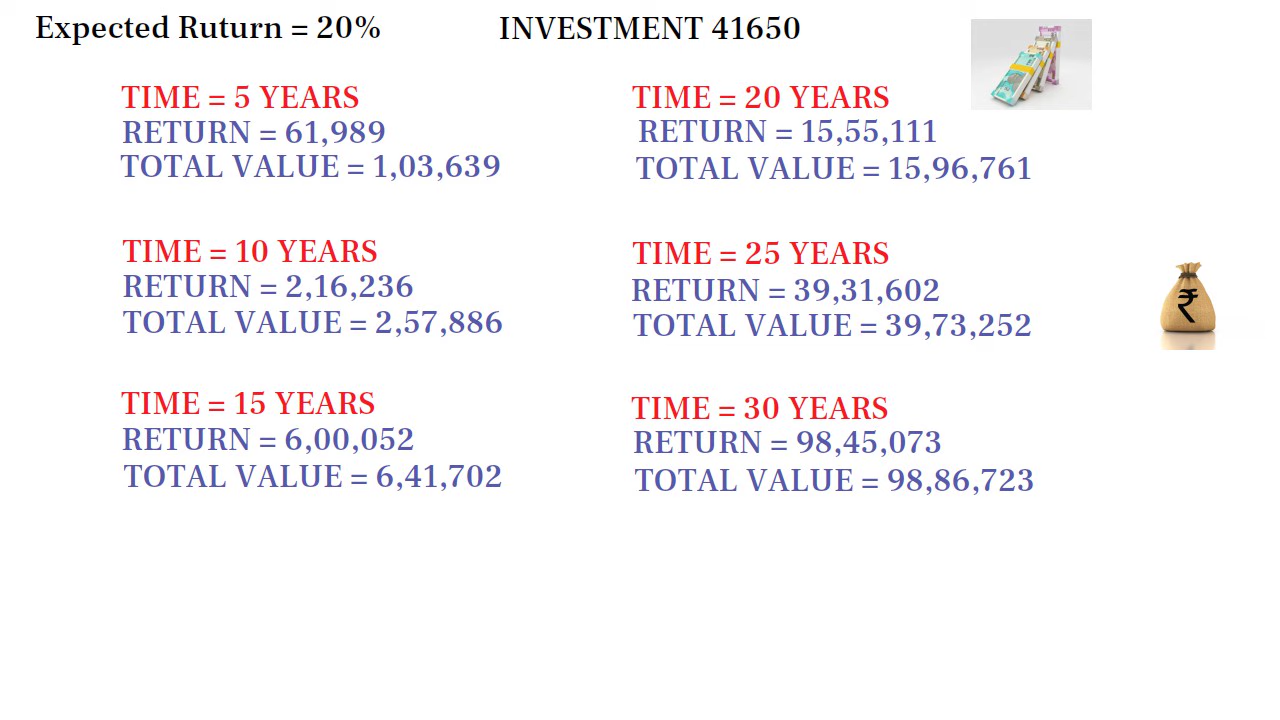 Expected Ruturn = 20%
INVESTMENT 41650
TIME = 5 YEARS
RETURN = 61,989
TOTAL VALUE = 1,03,639
TIME = 10 YEARS
RETURN = 2,16,236
TOTAL VALUE = 2,57,886
TIME = 15 YEARS
RETURN = 6,00,052
TOTAL VALUE = 6,41,702
TIME = 20 YEARS
RETURN = 15,55,111
TOTAL VALUE = 15,96,761
TIME = 25 YEARS
RETURN = 39,31,602
TOTAL VALUE = 39,73,252
TIME = 30 YEARS
RETURN = 98,45,073
TOTAL VALUE = 98,86,723
₹